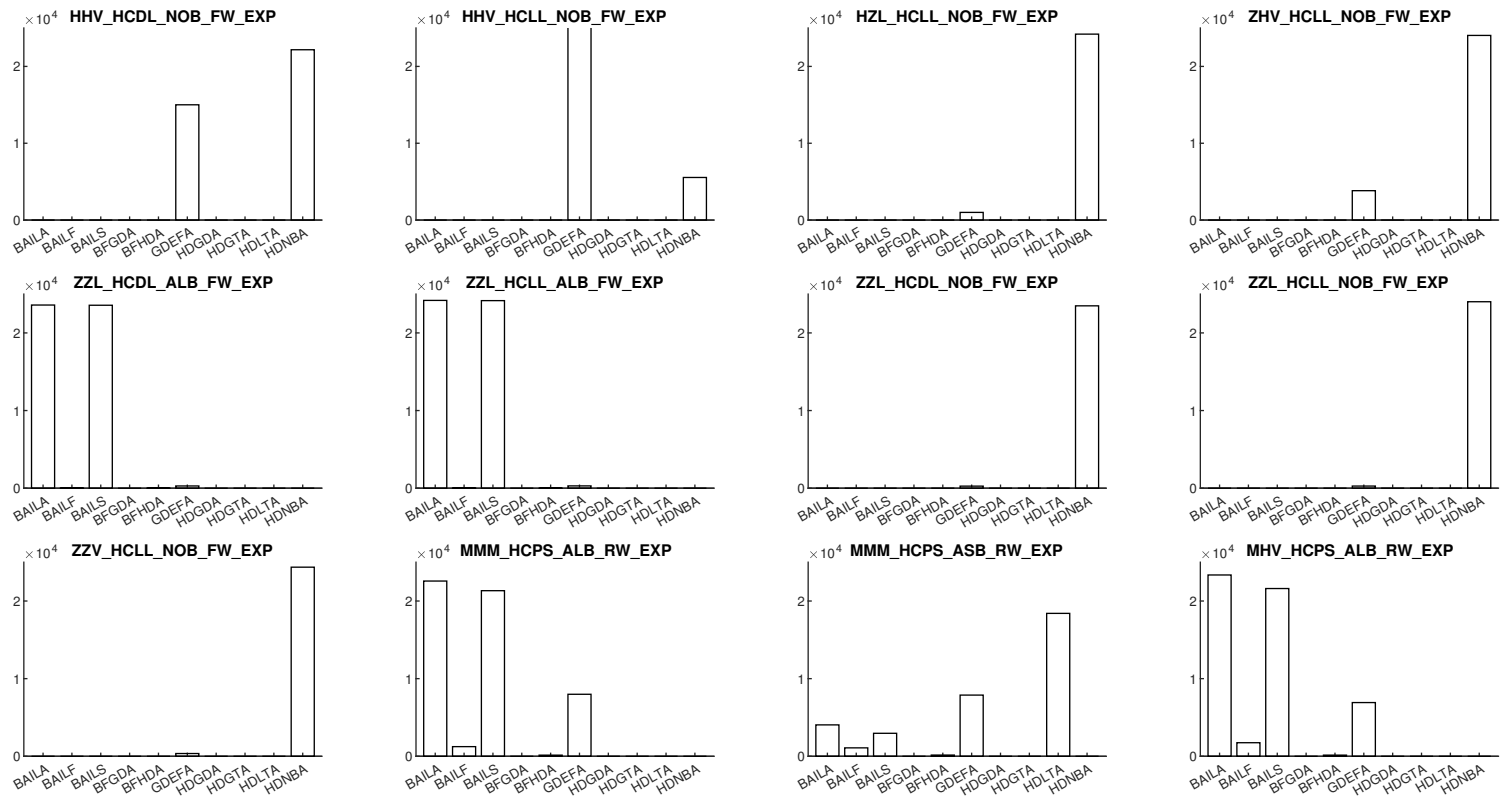 ×10⁴ HHV_HCDL_NOB_FW_EXP
2
1
0
BAILA BAILF BAILS BFGDA BFHDA GDEFA HDGDA HDGTA HDLTA HDNBA
×10⁴ HHV_HCLL_NOB_FW_EXP
2
1
0
BAILA BAILF BAILS BFGDA BFHDA GDEFA HDGDA HDGTA HDLTA HDNBA
×10⁴ HZL_HCLL_NOB_FW_EXP
2
1
0
BAILA BAILF BAILS BFGDA BFHDA GDEFA HDGDA HDGTA HDLTA HDNBA
×10⁴ ZHV_HCLL_NOB_FW_EXP
2
1
0
BAILA BAILF BAILS BFGDA BFHDA GDEFA HDGDA HDGTA HDLTA HDNBA
×10⁴ ZZL_HCDL_ALB_FW_EXP
2
1
0
BAILA BAILF BAILS BFGDA BFHDA GDEFA HDGDA HDGTA HDLTA HDNBA
×10⁴ ZZL_HCLL_ALB_FW_EXP
2
1
0
BAILA BAILF BAILS BFGDA BFHDA GDEFA HDGDA HDGTA HDLTA HDNBA
×10⁴ ZZL_HCDL_NOB_FW_EXP
2
1
0
BAILA BAILF BAILS BFGDA BFHDA GDEFA HDGDA HDGTA HDLTA HDNBA
×10⁴ ZZL_HCLL_NOB_FW_EXP
2
1
0
BAILA BAILF BAILS BFGDA BFHDA GDEFA HDGDA HDGTA HDLTA HDNBA
×10⁴ ZZV_HCLL_NOB_FW_EXP
2
1
0
BAILA BAILF BAILS BFGDA BFHDA GDEFA HDGDA HDGTA HDLTA HDNBA
×10⁴ MMM_HCPS_ALB_RW_EXP
2
1
0
BAILA BAILF BAILS BFGDA BFHDA GDEFA HDGDA HDGTA HDLTA HDNBA
×10⁴ MMM_HCPS_ASB_RW_EXP
2
1
0
BAILA BAILF BAILS BFGDA BFHDA GDEFA HDGDA HDGTA HDLTA HDNBA
×10⁴ MHV_HCPS_ALB_RW_EXP
2
1
0
BAILA BAILF BAILS BFGDA BFHDA GDEFA HDGDA HDGTA HDLTA HDNBA